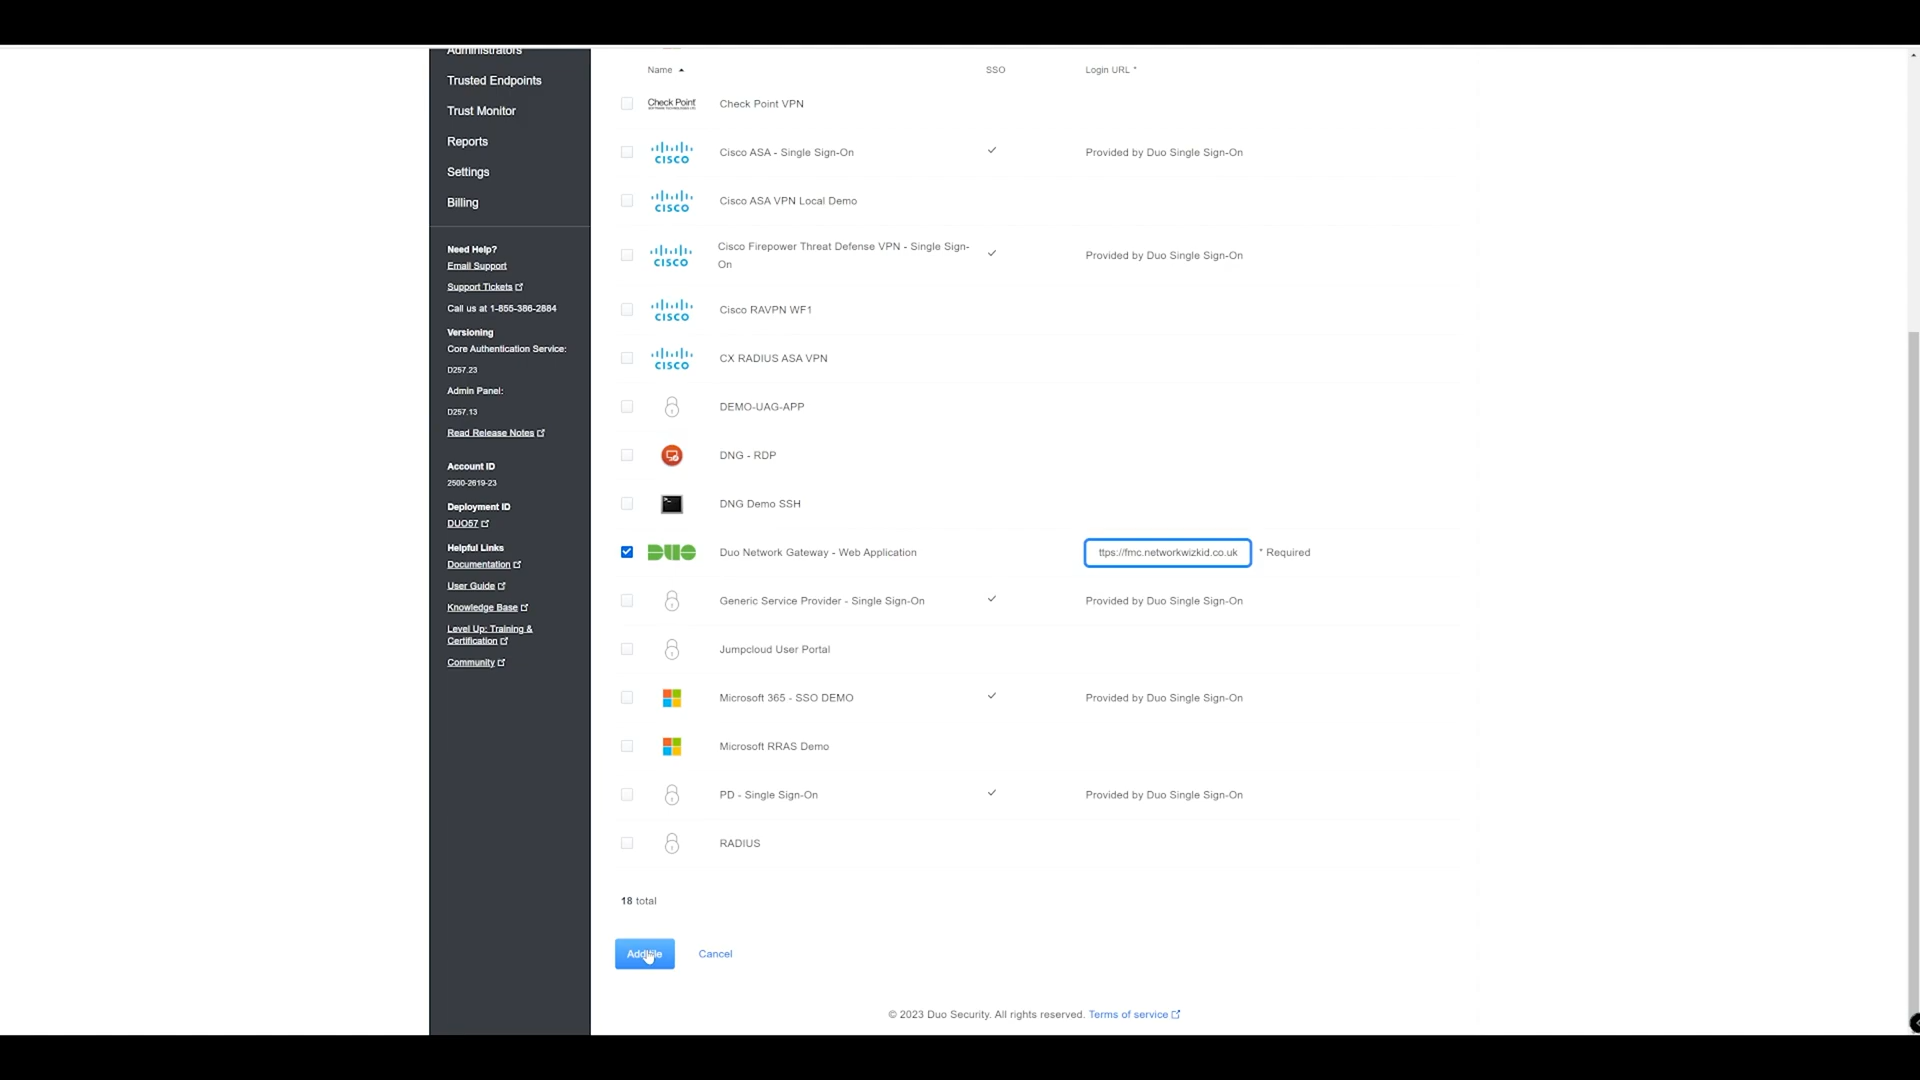 Administrators
Trusted Endpoints
Trust Monitor
Reports
Settings
Billing
Need Help?
Email Support
Support Tickets
Call us at 1-855-386-2884
Versioning
Core Authentication Service:
D257.23
Admin Panel:
D257.13
Read Release Notes
Account ID
2500-2619-23
Deployment ID
DUO57
Helpful Links
Documentation
User Guide
Knowledge Base
Level Up: Training &
Certification
Community
Name SSO Login URL *
Check Point Check Point VPN
CISCO Cisco ASA - Single Sign-On Provided by Duo Single Sign-On
CISCO Cisco ASA VPN Local Demo
Cisco Firepower Threat Defense VPN - Single Sign-
CISCO On Provided by Duo Single Sign-On
CISCO Cisco RAVPN WF1
CISCO CX RADIUS ASA VPN
DEMO-UAG-APP
DNG - RDP
DNG Demo SSH
DUO Duo Network Gateway - Web Application ttps://fmc.networkwizkid.co.uk * Required
Generic Service Provider - Single Sign-On Provided by Duo Single Sign-On
Jumpcloud User Portal
Microsoft 365 - SSO DEMO Provided by Duo Single Sign-On
Microsoft RRAS Demo
PD - Single Sign-On Provided by Duo Single Sign-On
RADIUS
18 total
Add tile Cancel
© 2023 Duo Security. All rights reserved. Terms of service